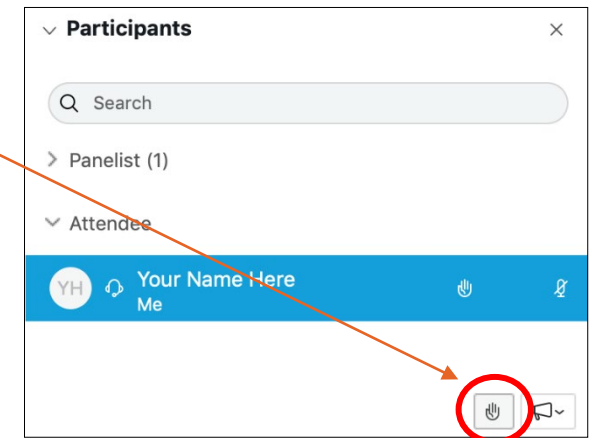 Participants
Search
Panelist (1)
Attendee
YH
Your Name Here
Me